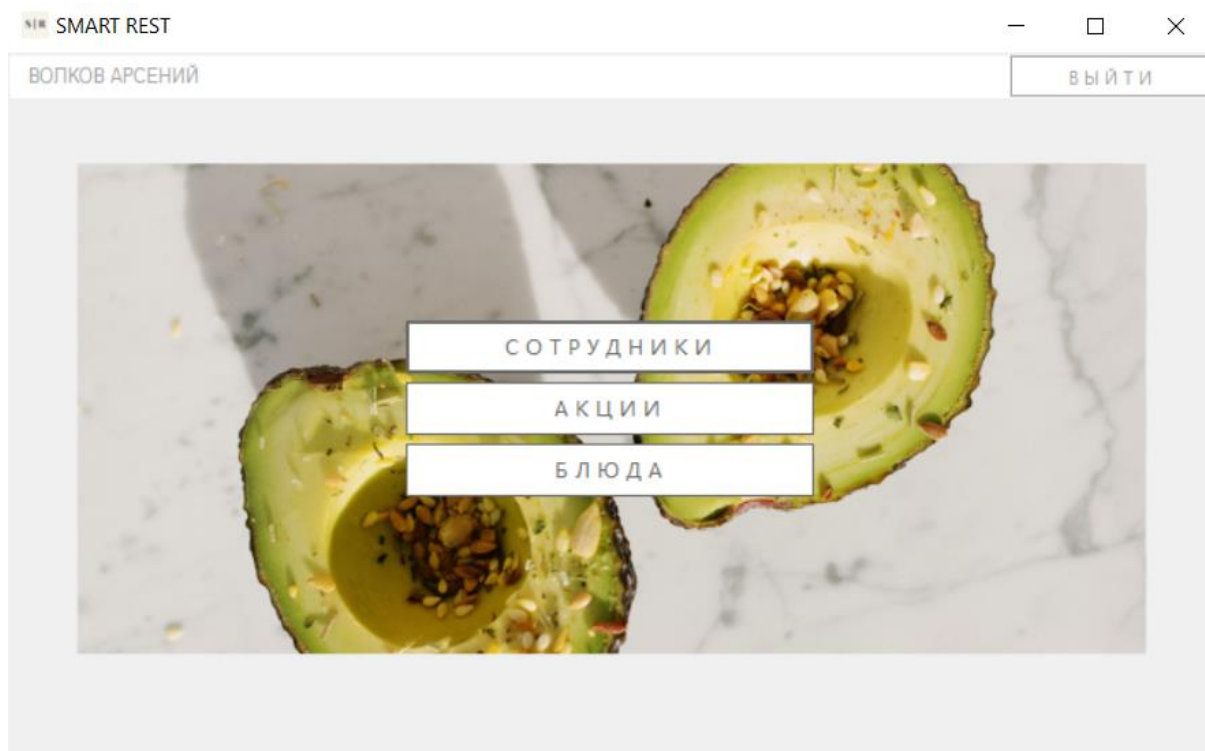 S|R SMART REST
ВОЛКОВ АРСЕНИЙ
ВЫЙТИ
СОТРУДНИКИ
АКЦИИ
БЛЮДА